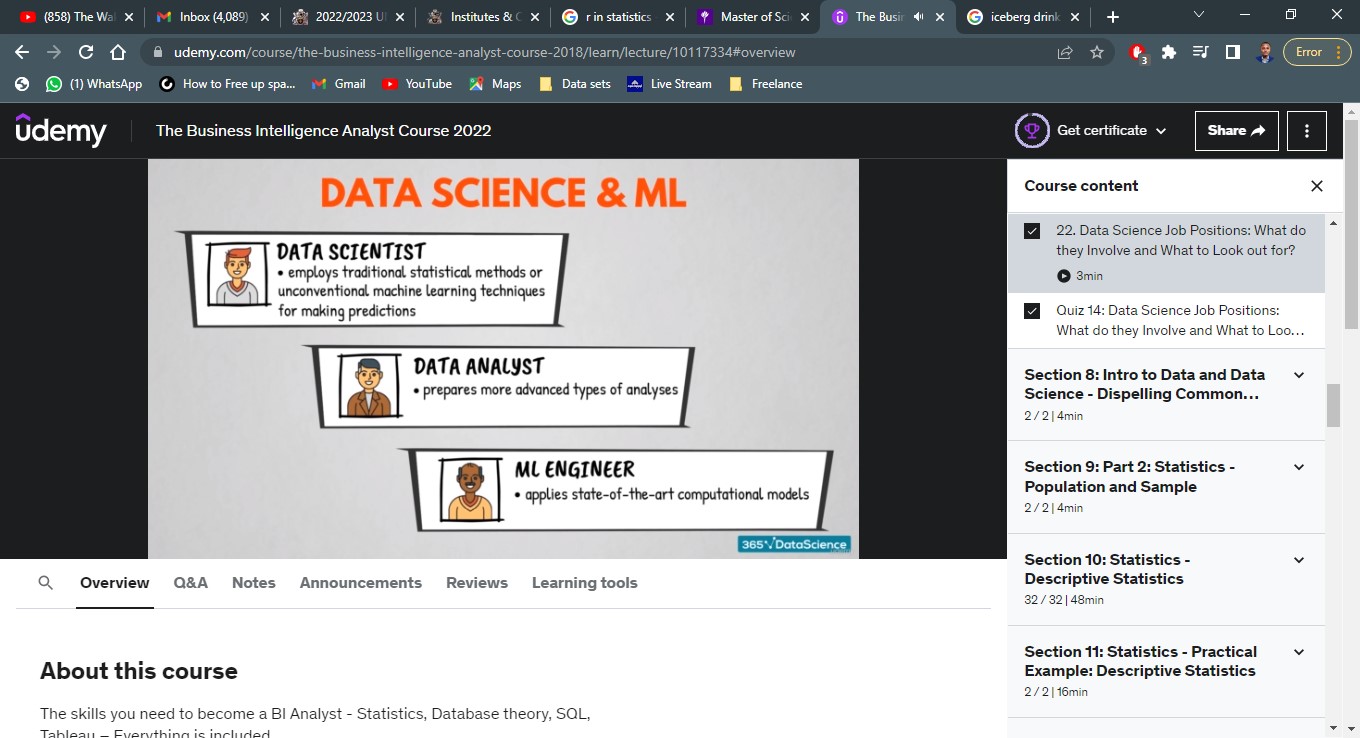 (858) The Wal
Inbox (4,089)
2022/2023 U
Institutes & C
r in statistics
Master of Sci
The Busi
iceberg drink
udemy.com/course/the-business-intelligence-analyst-course-2018/learn/lecture/10117334#overview
3
Error
(1) WhatsApp
How to Free up spa...
Gmail
YouTube
Maps
Data sets
Live Stream
Freelance
udemy
The Business Intelligence Analyst Course 2022
Get certificate
Share
DATA SCIENCE & ML
DATA SCIENTIST
• employs traditional statistical methods or
unconventional machine learning techniques
for making predictions
DATA ANALYST
• prepares more advanced types of analyses
ML ENGINEER
• applies state-of-the-art computational models
365√DataScience
Course content
22. Data Science Job Positions: What do
they Involve and What to Look out for?
3min
Quiz 14: Data Science Job Positions:
What do they Involve and What to Loo...
Section 8: Intro to Data and Data
Science - Dispelling Common...
2 / 2 | 4min
Section 9: Part 2: Statistics -
Population and Sample
2 / 2 | 4min
Section 10: Statistics -
Descriptive Statistics
32 / 32 | 48min
Section 11: Statistics - Practical
Example: Descriptive Statistics
2 / 2 | 16min
Overview
Q&A
Notes
Announcements
Reviews
Learning tools
About this course
The skills you need to become a BI Analyst - Statistics, Database theory, SQL,
Tableau – Everything is included